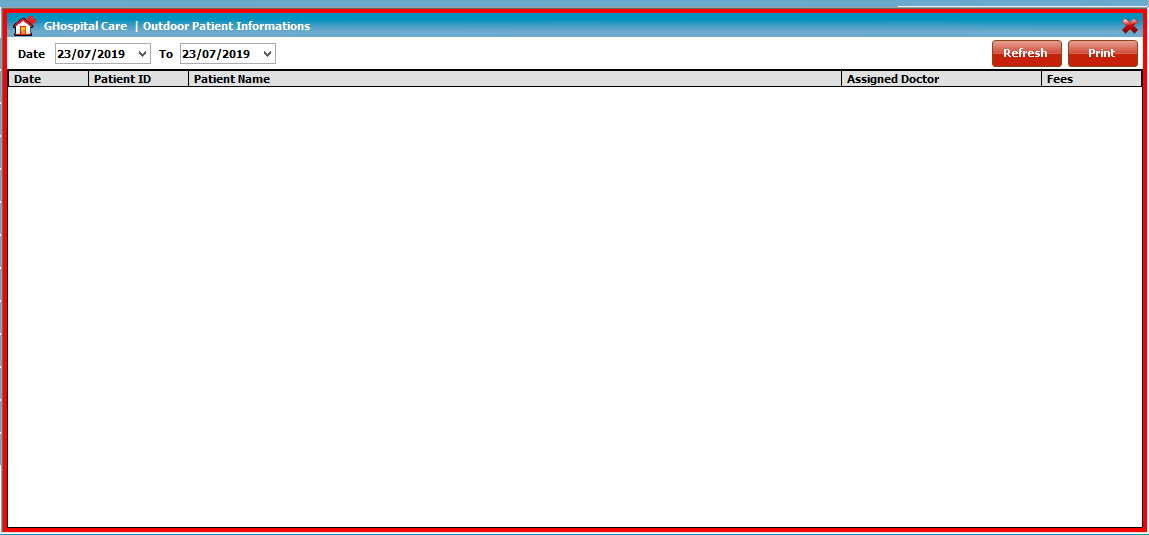 GHospital Care | Outdoor Patient Informations
Date 23/07/2019 To 23/07/2019 Refresh Print
Date Patient ID Patient Name Assigned Doctor Fees